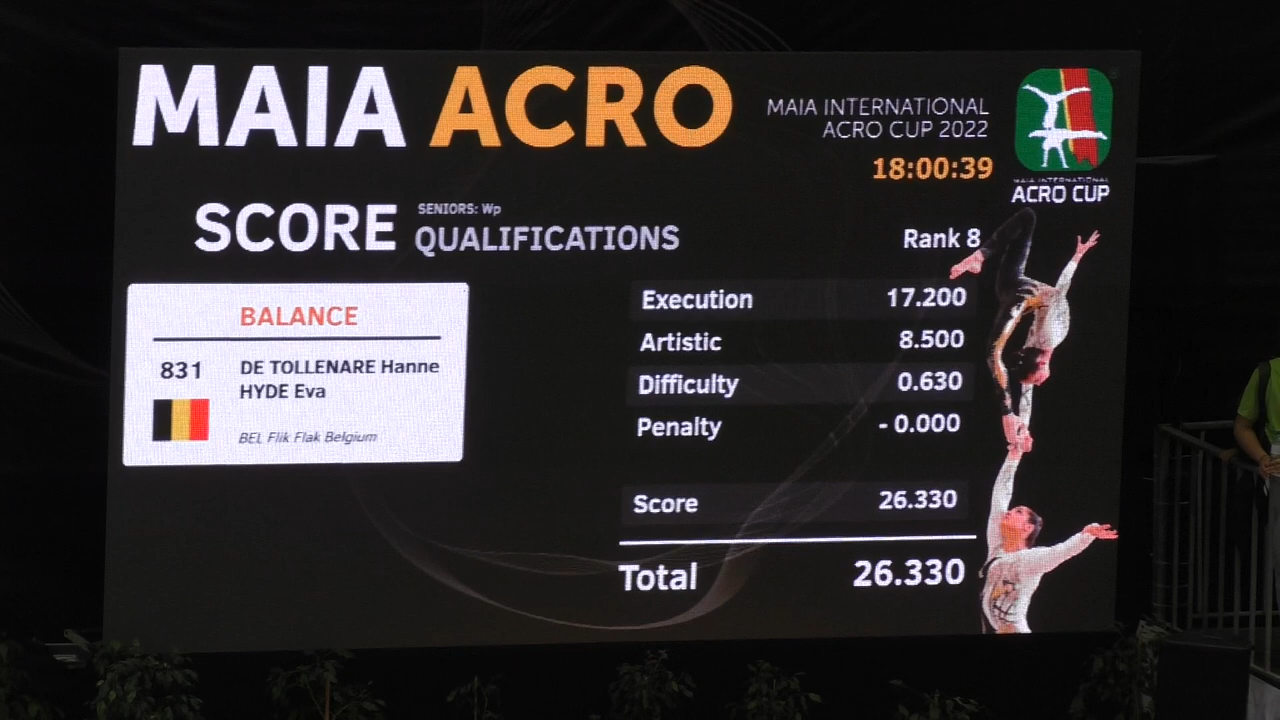 MAIA ACRO
MAIA INTERNATIONAL
ACRO CUP 2022
18:00:39
MAIA INTERNATIONAL
ACRO CUP
SCORE
SENIORS: Wp
QUALIFICATIONS
Rank 8
BALANCE
831
DE TOLLENARE Hanne
HYDE Eva
BEL Flik Flak Belgium
Execution 17.200
Artistic 8.500
Difficulty 0.630
Penalty - 0.000
Score 26.330
Total 26.330